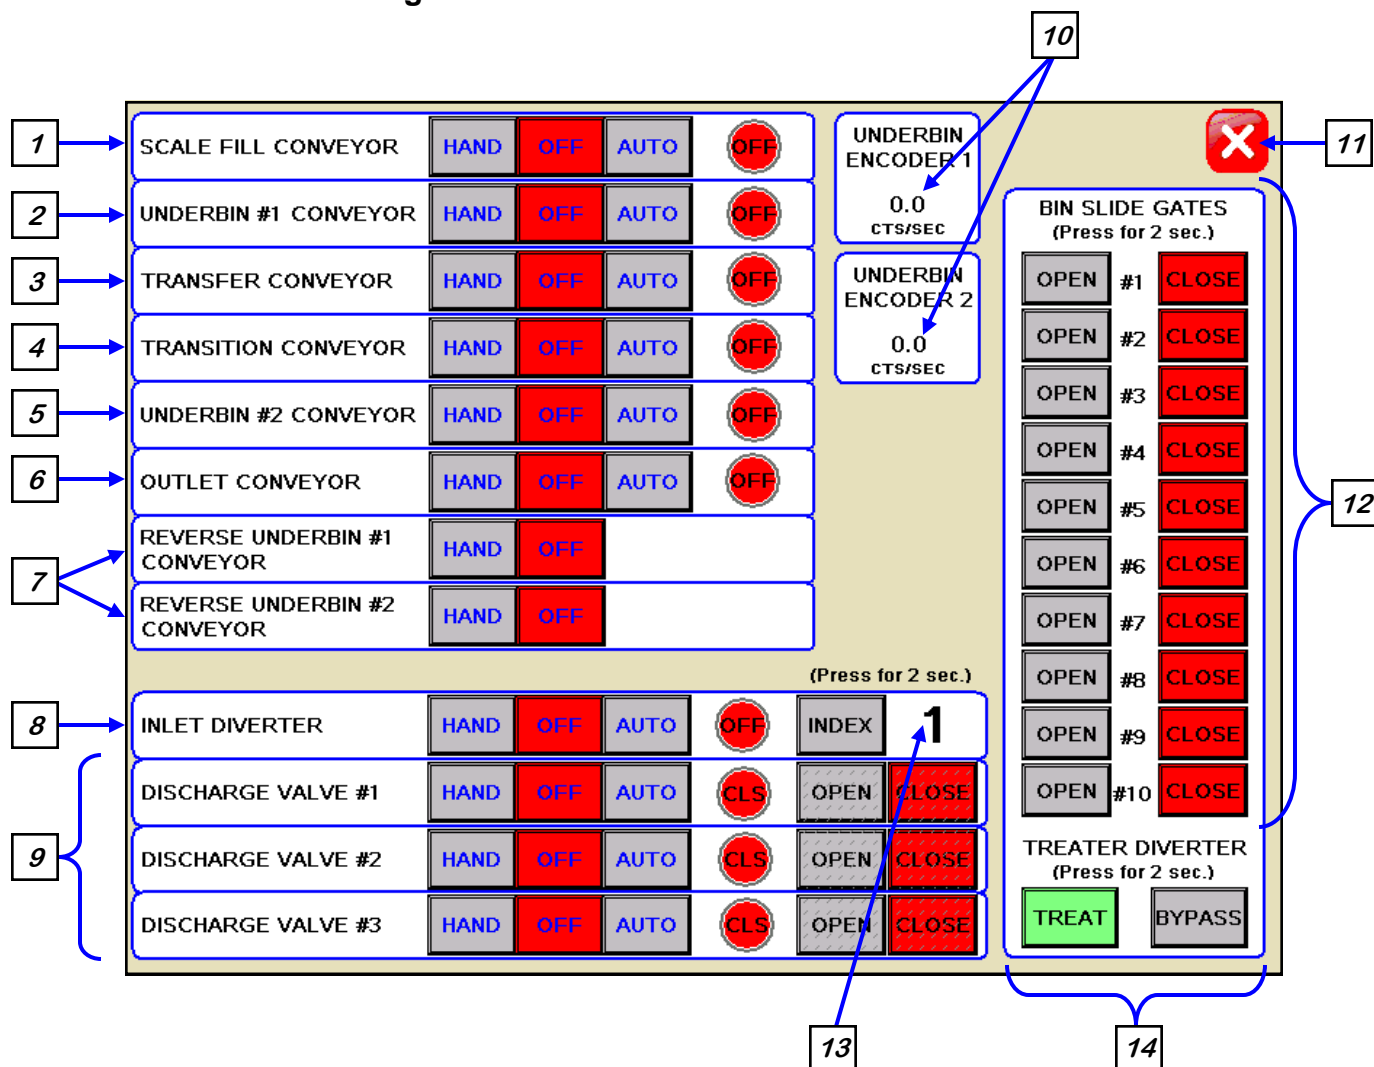 10
1
SCALE FILL CONVEYOR HAND OFF AUTO OFF
UNDERBIN
ENCODER 1
0.0
CTS/SEC
11
2
UNDERBIN #1 CONVEYOR HAND OFF AUTO OFF
3
TRANSFER CONVEYOR HAND OFF AUTO OFF
UNDERBIN
ENCODER 2
0.0
CTS/SEC
4
TRANSITION CONVEYOR HAND OFF AUTO OFF
5
UNDERBIN #2 CONVEYOR HAND OFF AUTO OFF
6
OUTLET CONVEYOR HAND OFF AUTO OFF
7
REVERSE UNDERBIN #1
CONVEYOR
HAND OFF
REVERSE UNDERBIN #2
CONVEYOR
HAND OFF
(Press for 2 sec.)
8
INLET DIVERTER HAND OFF AUTO OFF INDEX 1
9
DISCHARGE VALVE #1 HAND OFF AUTO CLS OPEN CLOSE
DISCHARGE VALVE #2 HAND OFF AUTO CLS OPEN CLOSE
DISCHARGE VALVE #3 HAND OFF AUTO CLS OPEN CLOSE
BIN SLIDE GATES
(Press for 2 sec.)
OPEN #1 CLOSE
OPEN #2 CLOSE
OPEN #3 CLOSE
OPEN #4 CLOSE
OPEN #5 CLOSE
OPEN #6 CLOSE
OPEN #7 CLOSE
OPEN #8 CLOSE
OPEN #9 CLOSE
OPEN #10 CLOSE
12
TREATER DIVERTER
(Press for 2 sec.)
TREAT BYPASS
13
14